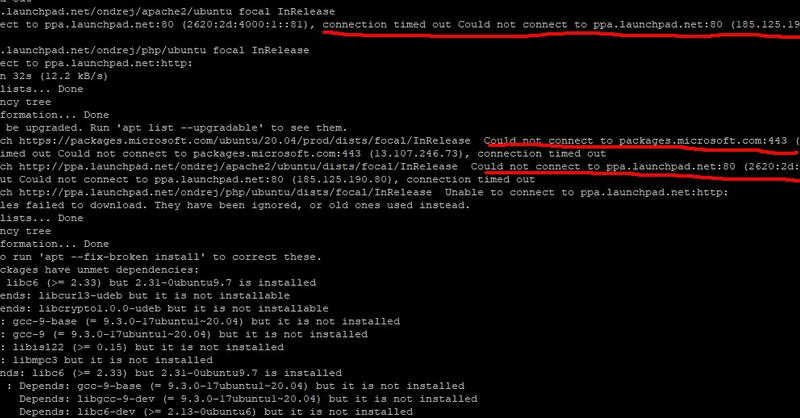 .launchpad.net/ondrej/apache2/ubuntu focal InRelease
ect to ppa.launchpad.net:80 (2620:2d:4000:1::81), connection timed out Could not connect to ppa.launchpad.net:80 (185.125.19
.launchpad.net/ondrej/php/ubuntu focal InRelease
ect to ppa.launchpad.net:http:
n 32s (12.2 kB/s)
lists... Done
ncy tree
formation... Done
be upgraded. Run 'apt list --upgradable' to see them.
ch https://packages.microsoft.com/ubuntu/20.04/prod/dists/focal/InRelease Could not connect to packages.microsoft.com:443 (
imed out Could not connect to packages.microsoft.com:443 (13.107.246.73), connection timed out
ch http://ppa.launchpad.net/ondrej/apache2/ubuntu/dists/focal/InRelease Could not connect to ppa.launchpad.net:80 (2620:2d:
ut Could not connect to ppa.launchpad.net:80 (185.125.190.80), connection timed out
ch http://ppa.launchpad.net/ondrej/php/ubuntu/dists/focal/InRelease Unable to connect to ppa.launchpad.net:http:
les failed to download. They have been ignored, or old ones used instead.
lists... Done
ncy tree
formation... Done
o run 'apt --fix-broken install' to correct these.
ckages have unmet dependencies:
libc6 (>= 2.33) but 2.31-0ubuntu9.7 is installed
ends: libcurl3-udeb but it is not installable
ends: libcrypto1.0.0-udeb but it is not installable
: gcc-9-base (= 9.3.0-17ubuntu1~20.04) but it is not installed
: gcc-9 (= 9.3.0-17ubuntu1~20.04) but it is not installed
: libisl22 (>= 0.15) but it is not installed
: libmpc3 but it is not installed
nds: libc6 (>= 2.33) but 2.31-0ubuntu9.7 is installed
: Depends: gcc-9-base (= 9.3.0-17ubuntu1~20.04) but it is not installed
Depends: libgcc-9-dev (= 9.3.0-17ubuntu1~20.04) but it is not installed
Depends: libc6-dev (>= 2.13-0ubuntu6) but it is not installed